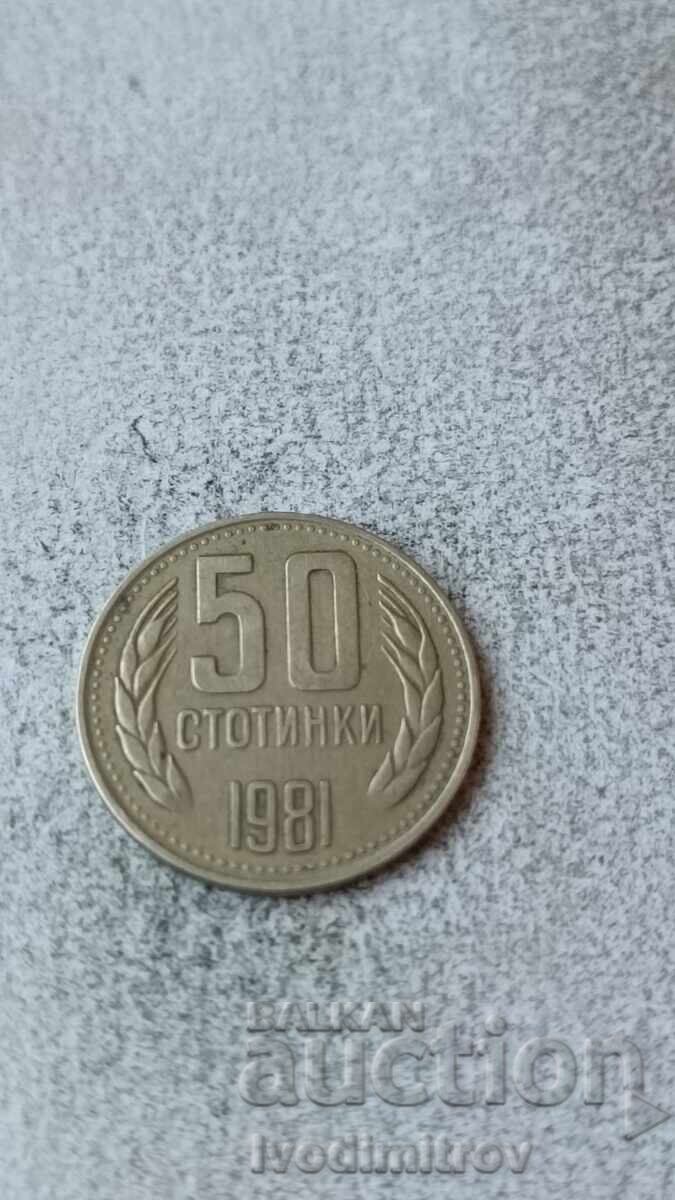 50
СТОТИНКИ
1981
BALKAN
auction
Ivodimitrov